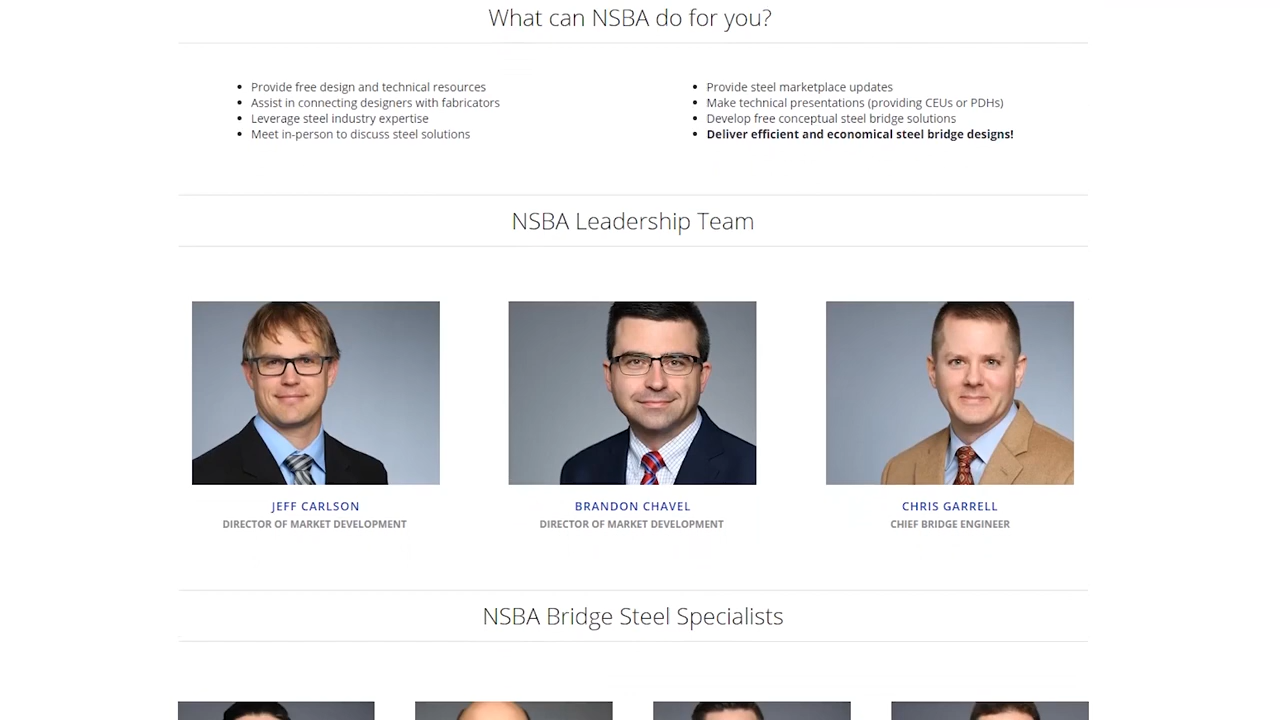 What can NSBA do for you?
Provide free design and technical resources
Assist in connecting designers with fabricators
Leverage steel industry expertise
Meet in-person to discuss steel solutions
Provide steel marketplace updates
Make technical presentations (providing CEUs or PDHs)
Develop free conceptual steel bridge solutions
Deliver efficient and economical steel bridge designs!
NSBA Leadership Team
JEFF CARLSON
DIRECTOR OF MARKET DEVELOPMENT
BRANDON CHAVEL
DIRECTOR OF MARKET DEVELOPMENT
CHRIS GARRELL
CHIEF BRIDGE ENGINEER
NSBA Bridge Steel Specialists